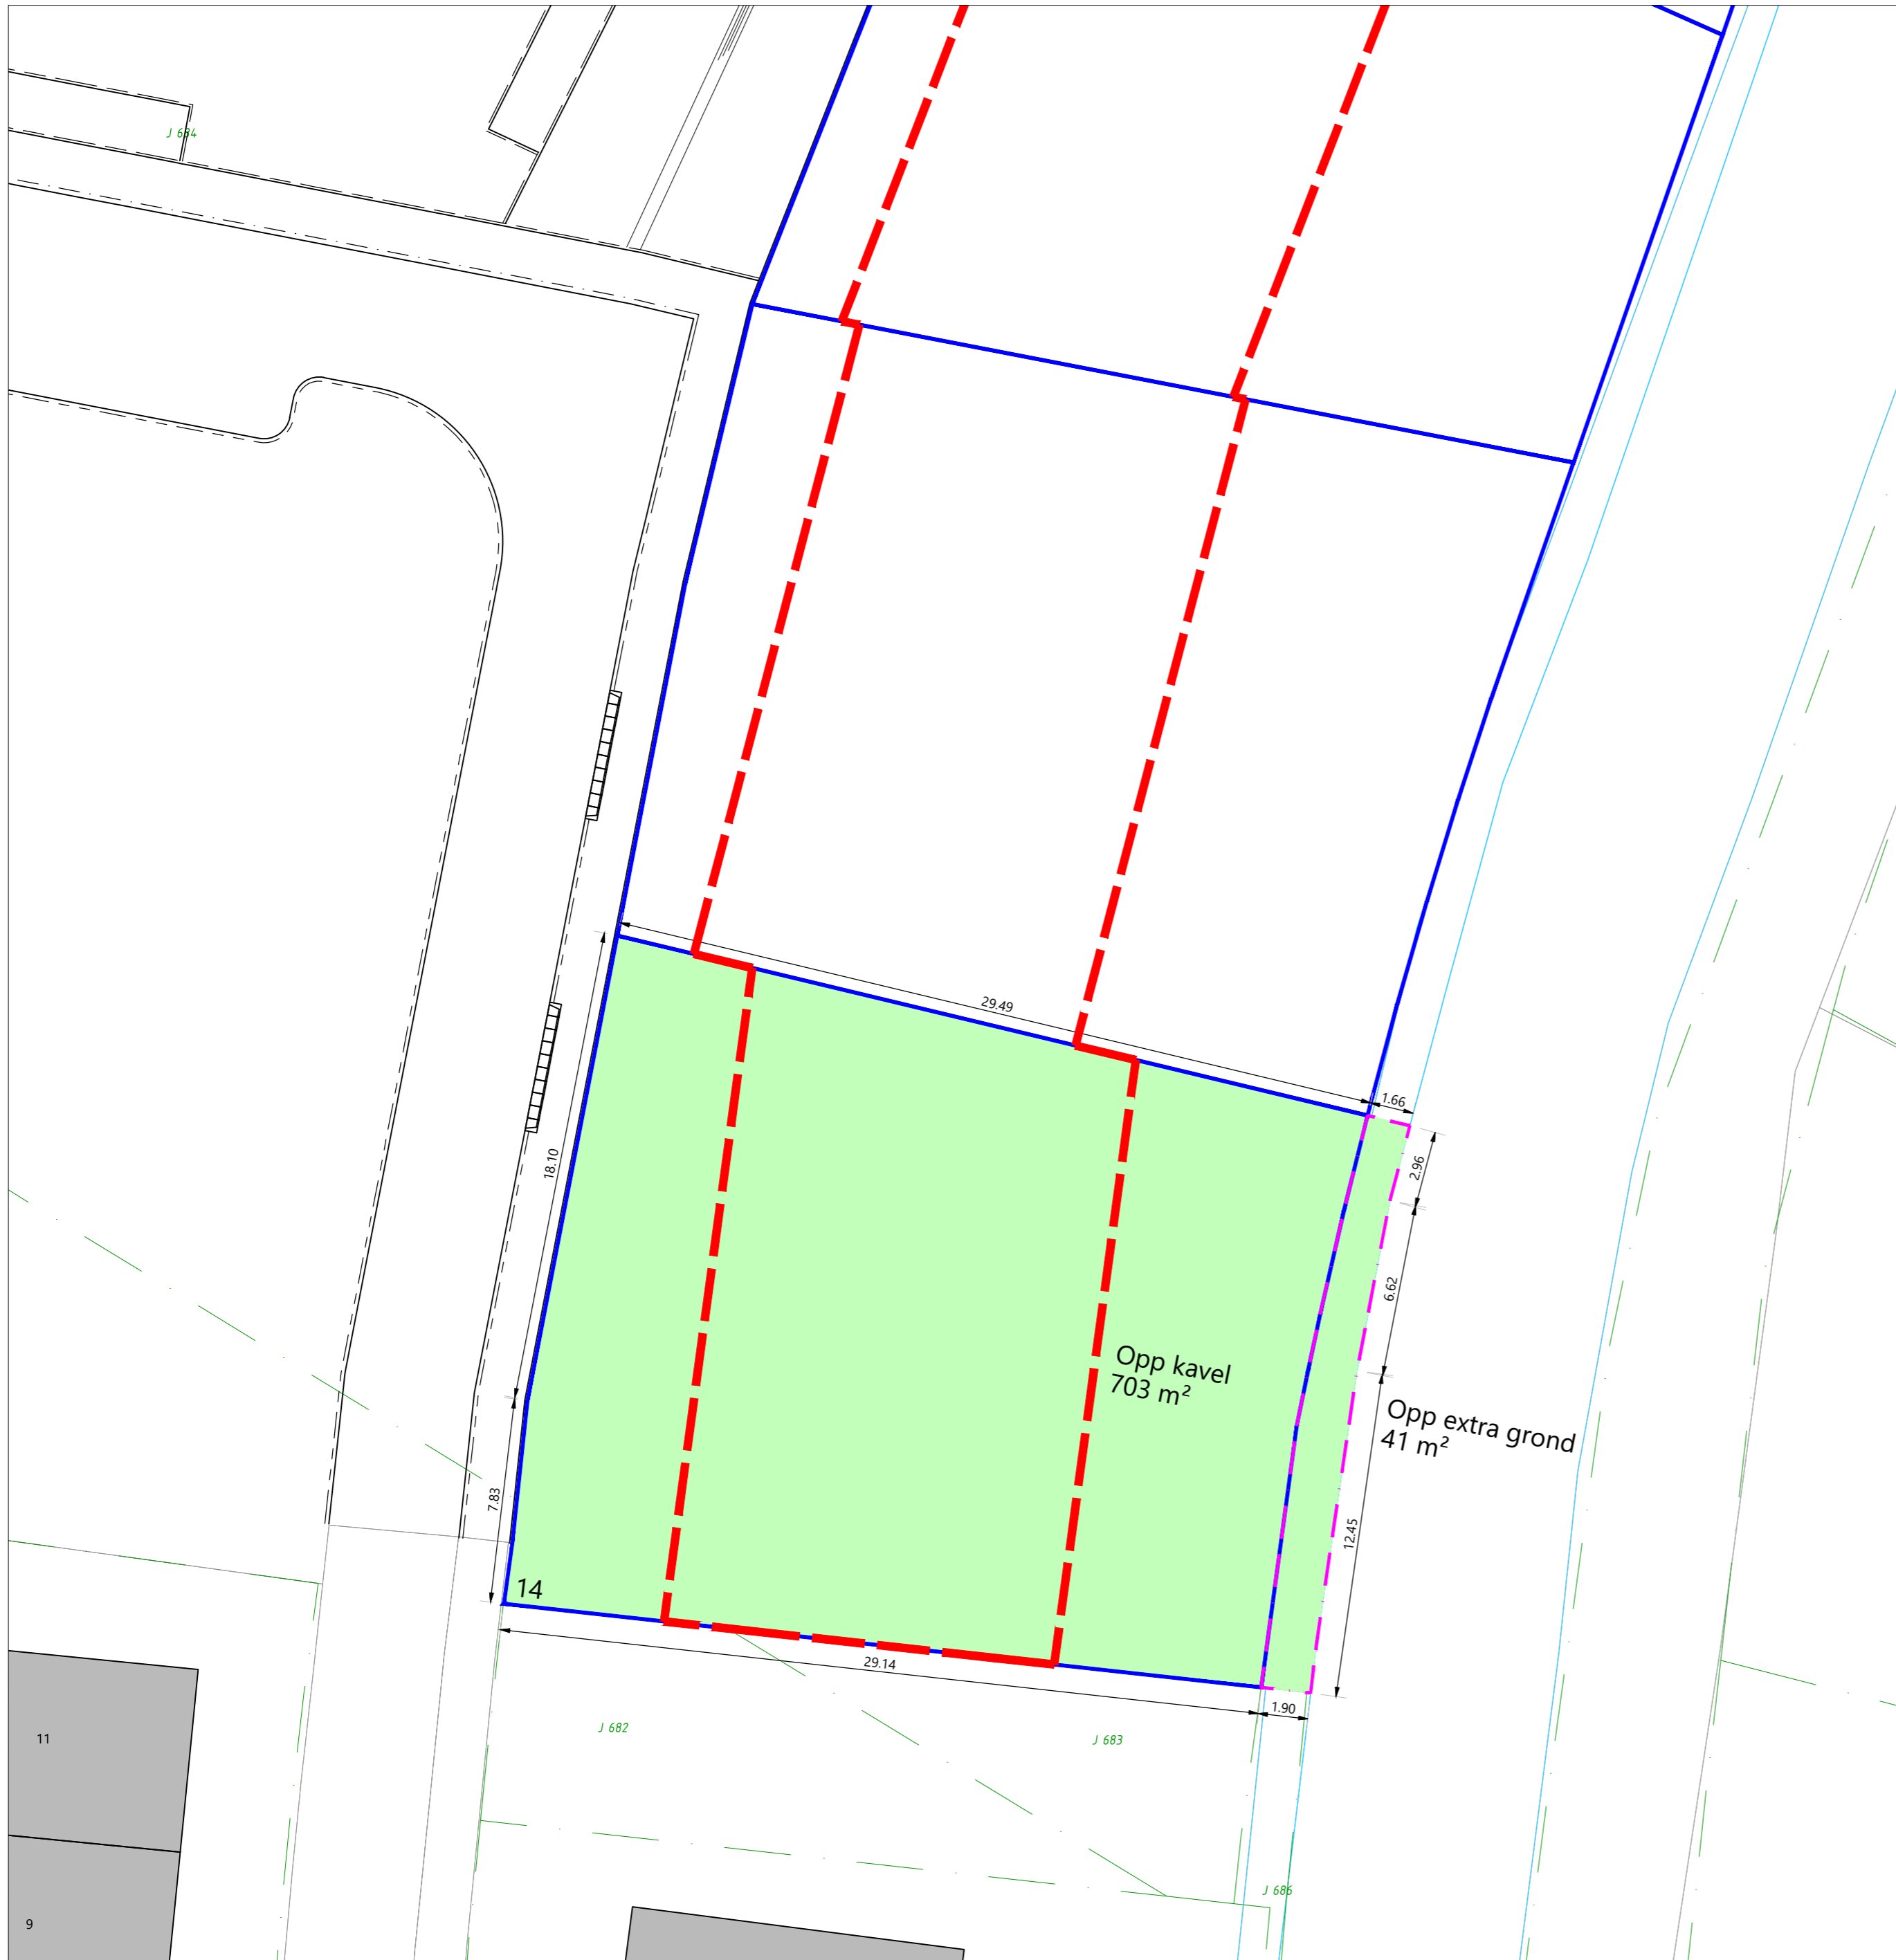 J 684
29.49
1.66
2.96
18.10
6.62
Opp kavel
703 m²
Opp extra grond
41 m²
7.83
12.45
14
29.14
1.90
J 682
J 683
11
J 686
9